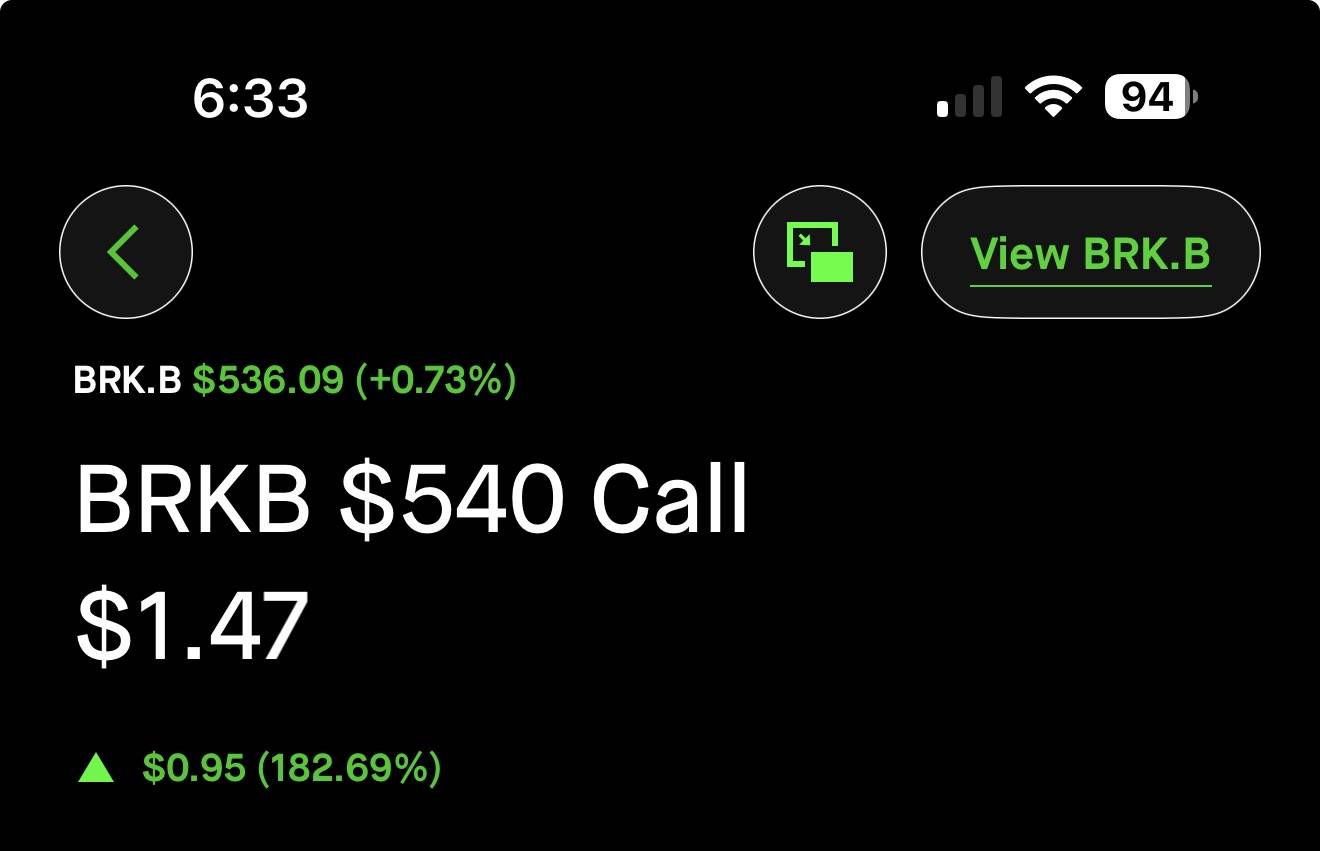 6:33 94
View BRK.B
BRK.B $536.09 (+0.73%)
BRKB $540 Call
$1.47
▲ $0.95 (182.69%)